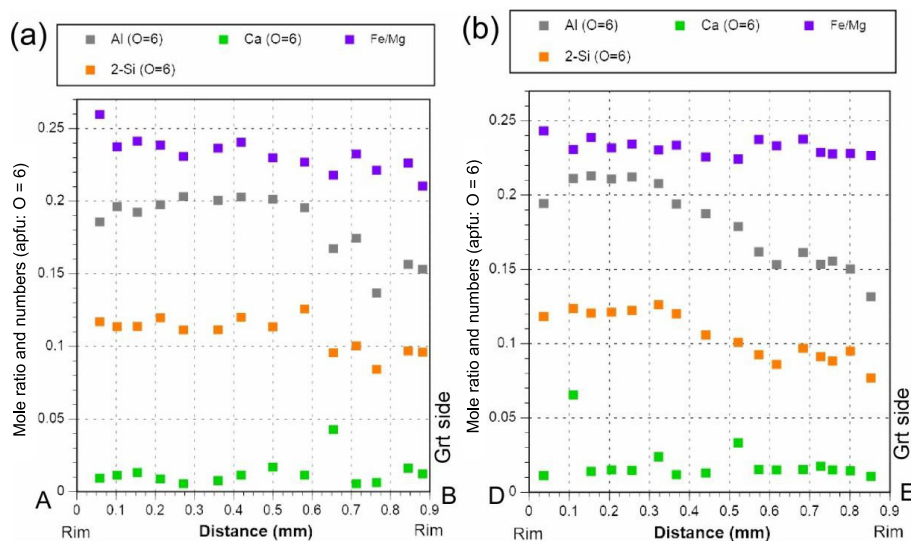 (a)
Al (O=6) Ca (O=6) Fe/Mg
2-Si (O=6)
Mole ratio and numbers (apfu: O = 6)
0.25
0.2
0.15
0.1
0.05
0
0 0.1 0.2 0.3 0.4 0.5 0.6 0.7 0.8 0.9
A
B
Grt side
Rim Distance (mm) Rim
(b)
Al (O=6) Ca (O=6) Fe/Mg
2-Si (O=6)
Mole ratio and numbers (apfu: O = 6)
0.25
0.2
0.15
0.1
0.05
0
0 0.1 0.2 0.3 0.4 0.5 0.6 0.7 0.8 0.9
D
E
Grt side
Rim Distance (mm) Rim